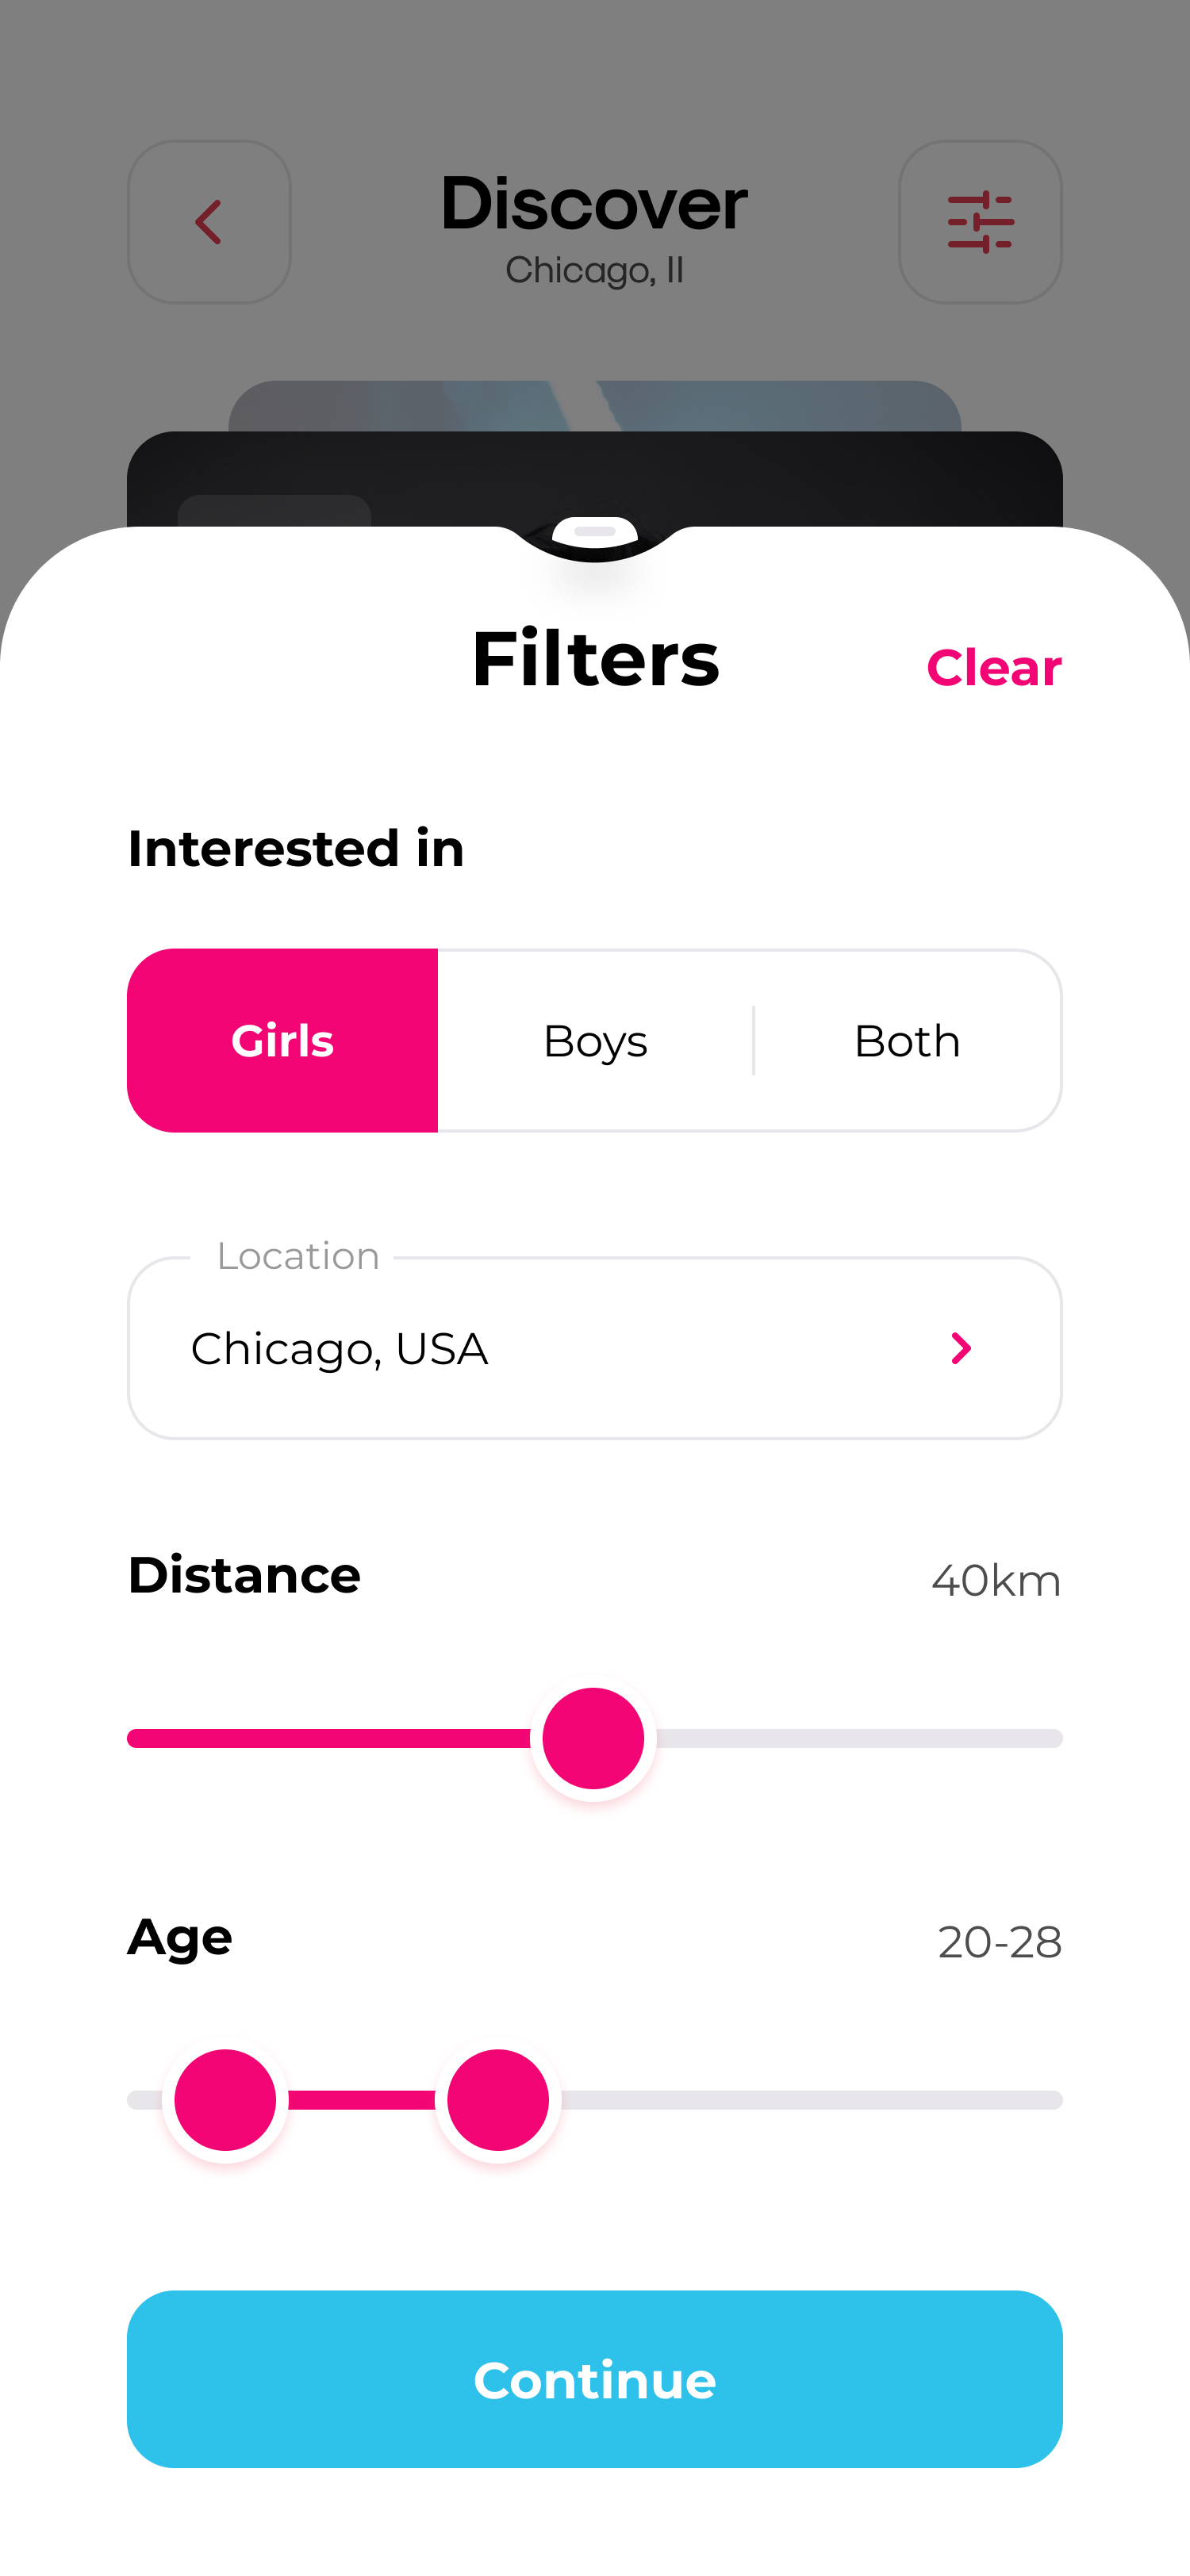 Discover
Chicago, Il
Filters
Clear
Interested in
Girls
Boys
Both
Location
Chicago, USA
Distance
40km
Age
20-28
Continue